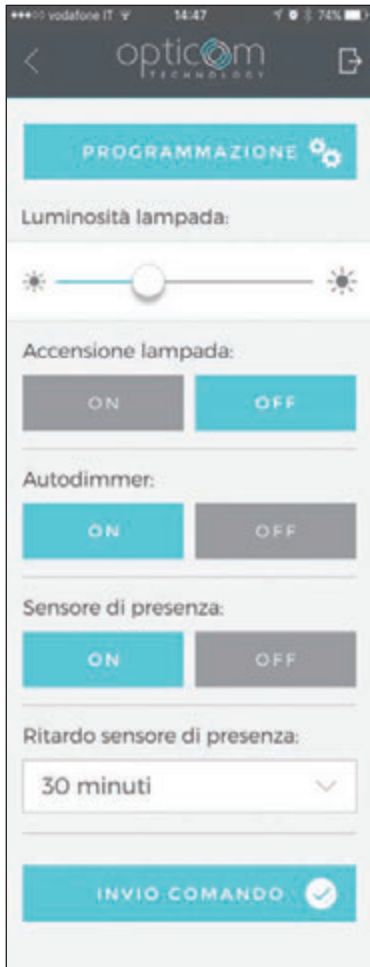 vodafone IT 14:47 74%
opticom
TECHNOLOGY
PROGRAMMAZIONE
Luminosità lampada:
Accensione lampada:
ON OFF
Autodimmer:
ON OFF
Sensore di presenza:
ON OFF
Ritardo sensore di presenza:
30 minuti
INVIO COMANDO